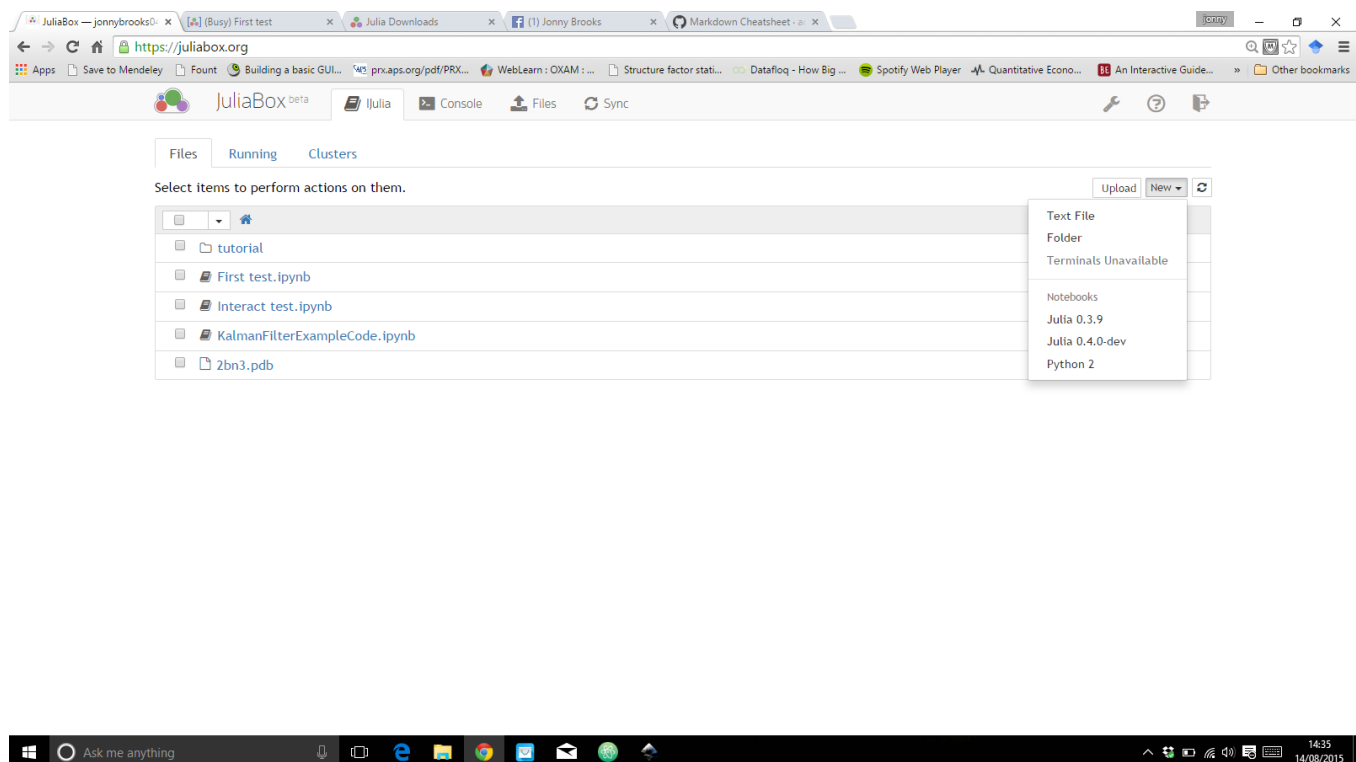 JuliaBox — jonnybrooks04 (Busy) First test Julia Downloads (1) Jonny Brooks Markdown Cheatsheet · a jonny
https://juliabox.org
Apps Save to Mendeley Fount Building a basic GUI... prx.aps.org/pdf/PRX... WebLearn : OXAM : ... Structure factor stati... Datafloq - How Big ... Spotify Web Player Quantitative Econo... BE An Interactive Guide... » Other bookmarks
JuliaBox beta IJulia Console Files Sync
Files Running Clusters
Select items to perform actions on them.
Upload New
tutorial
First test.ipynb
Interact test.ipynb
KalmanFilterExampleCode.ipynb
2bn3.pdb
Text File
Folder
Terminals Unavailable
Notebooks
Julia 0.3.9
Julia 0.4.0-dev
Python 2
Ask me anything
14:35
14/08/2015